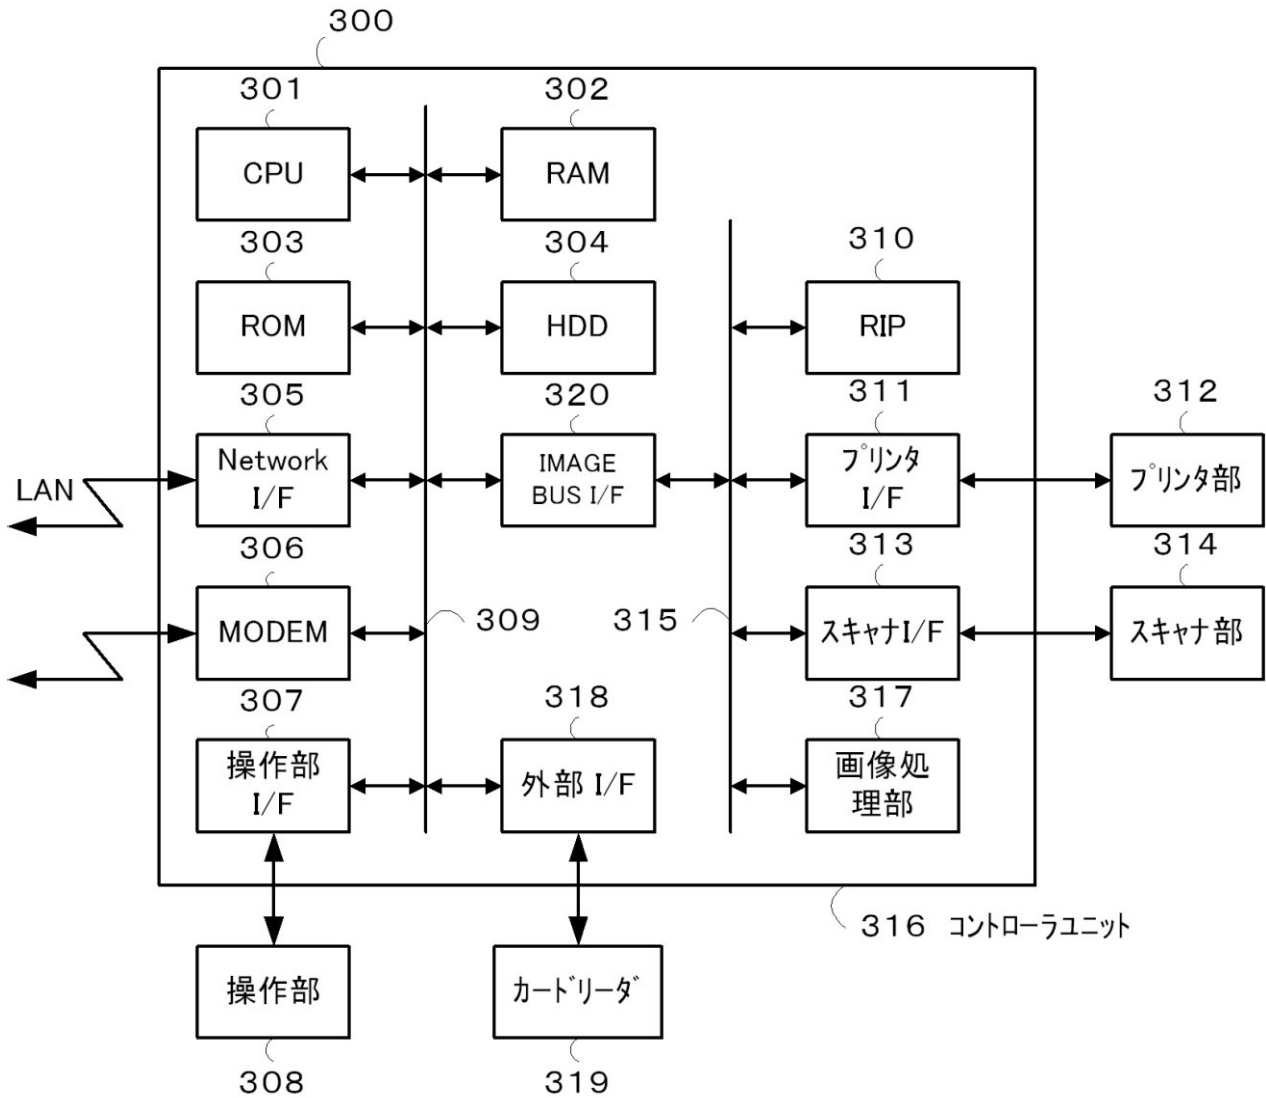 300
301
302
CPU
RAM
303
304
310
ROM
HDD
RIP
305
320
311
312
Network
I/F
IMAGE
BUS I/F
プリンタ
I/F
プリンタ部
LAN
306
313
314
MODEM
309
315
スキャナI/F
スキャナ部
307
318
317
操作部
I/F
外部 I/F
画像処
理部
316 コントローラユニット
操作部
カードリーダ
308
319